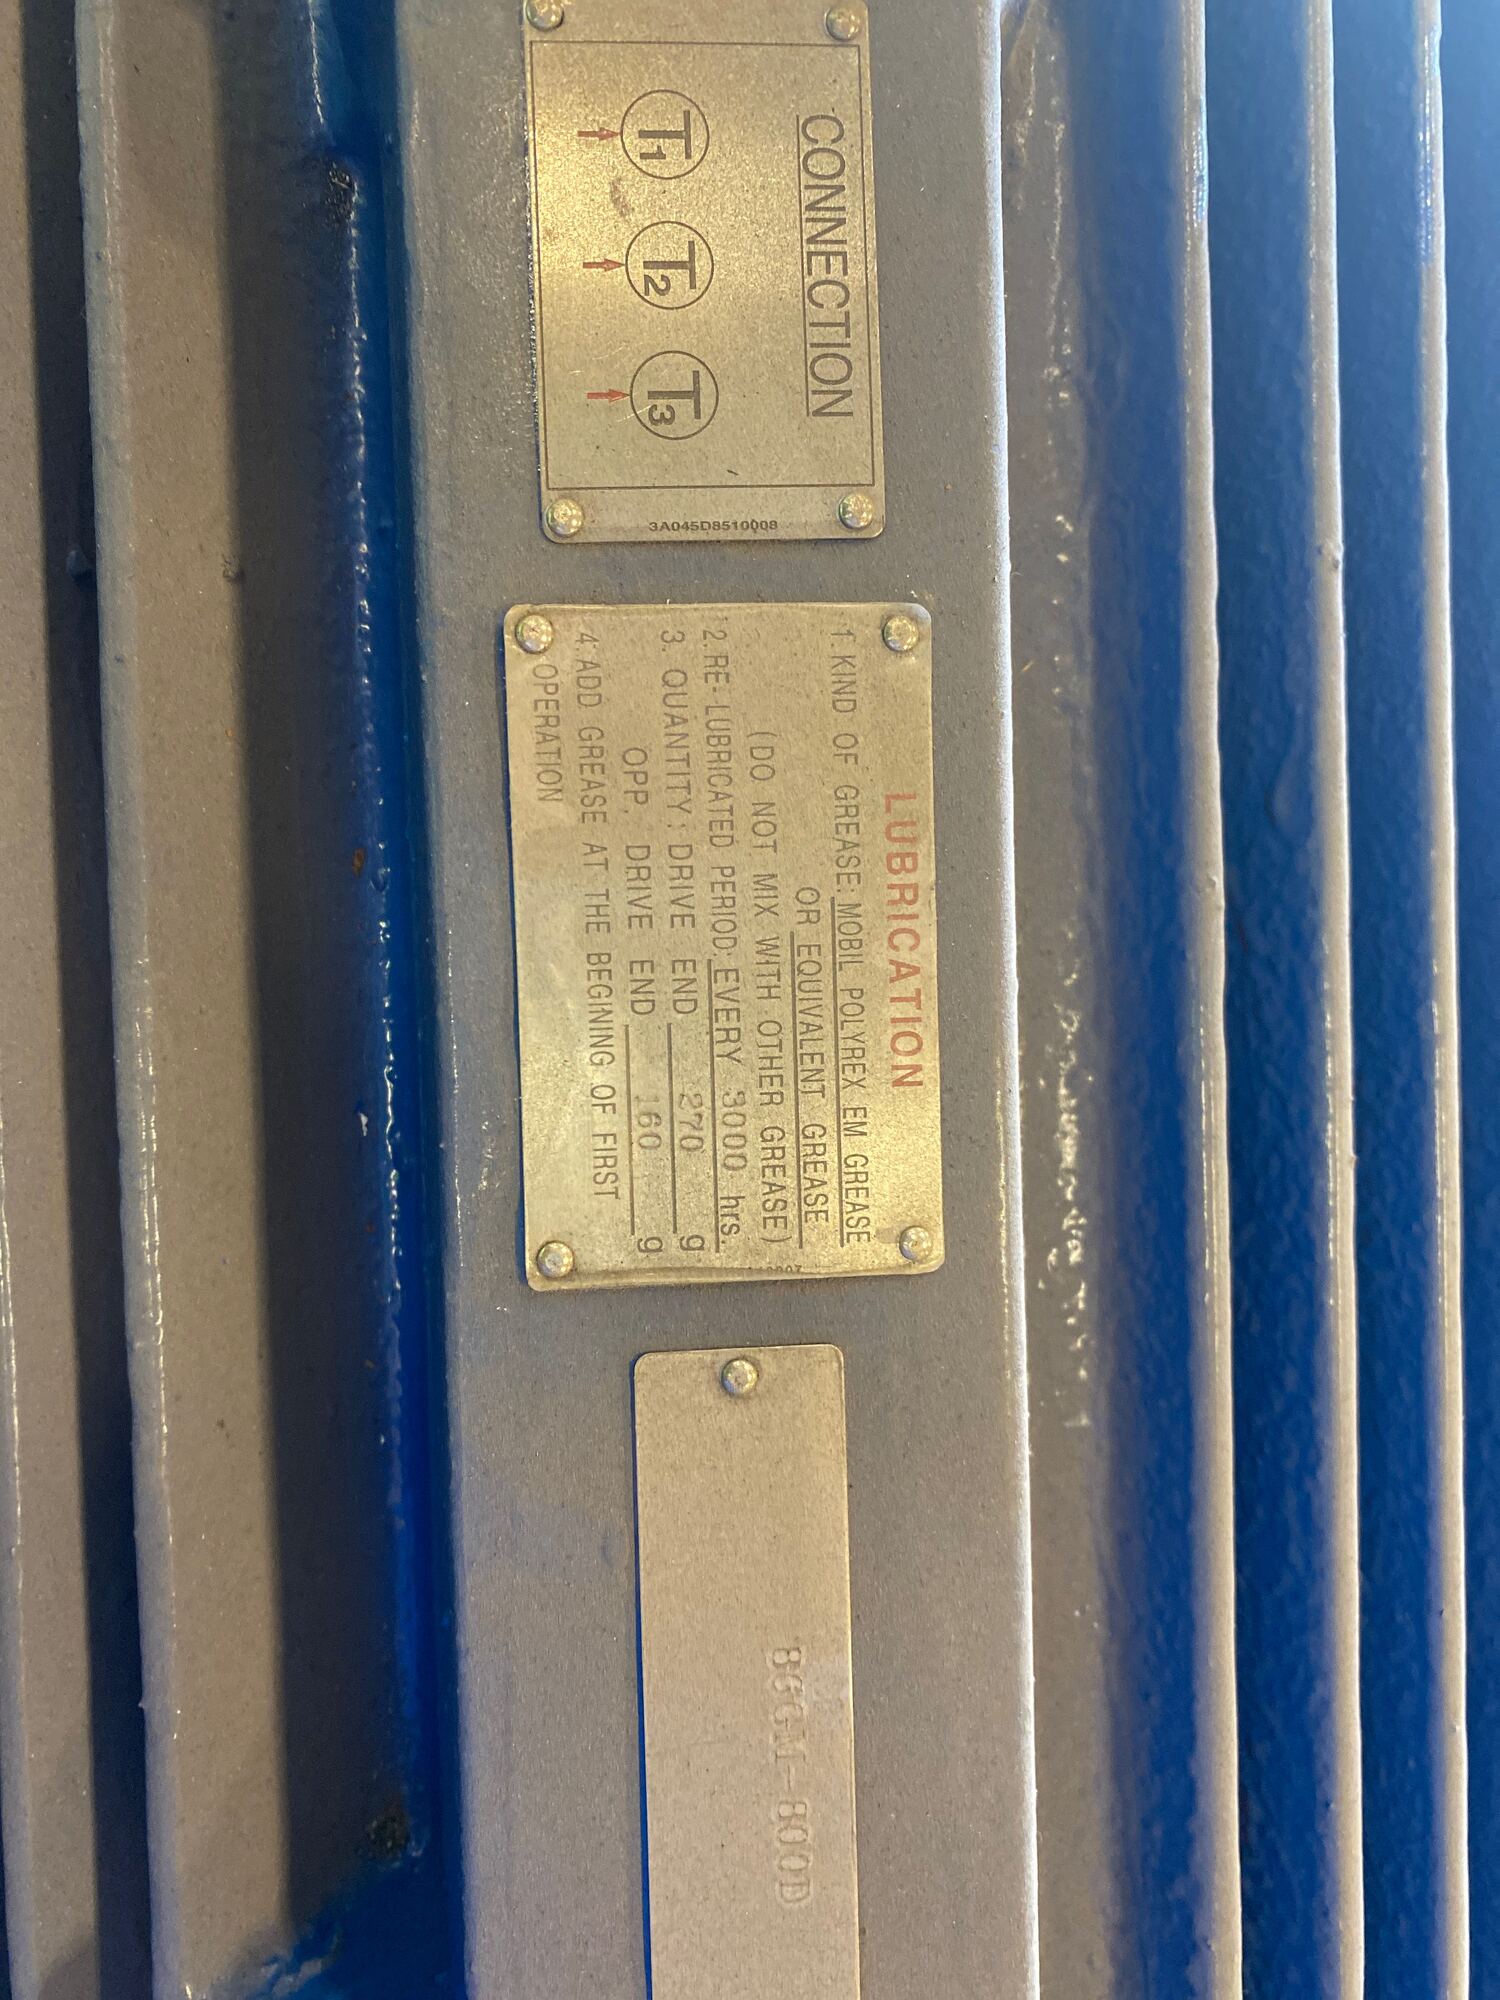 CONNECTION
T1 T2 T3
3A045D8510008
LUBRICATION
1. KIND OF GREASE: MOBIL POLYREX EM GREASE
OR EQUIVALENT GREASE
(DO NOT MIX WITH OTHER GREASE)
2. RE-LUBRICATED PERIOD: EVERY 3000 hrs.
3. QUANTITY: DRIVE END 270 g
OPP. DRIVE END 160 g
4. ADD GREASE AT THE BEGINING OF FIRST
OPERATION
BGGM-800D